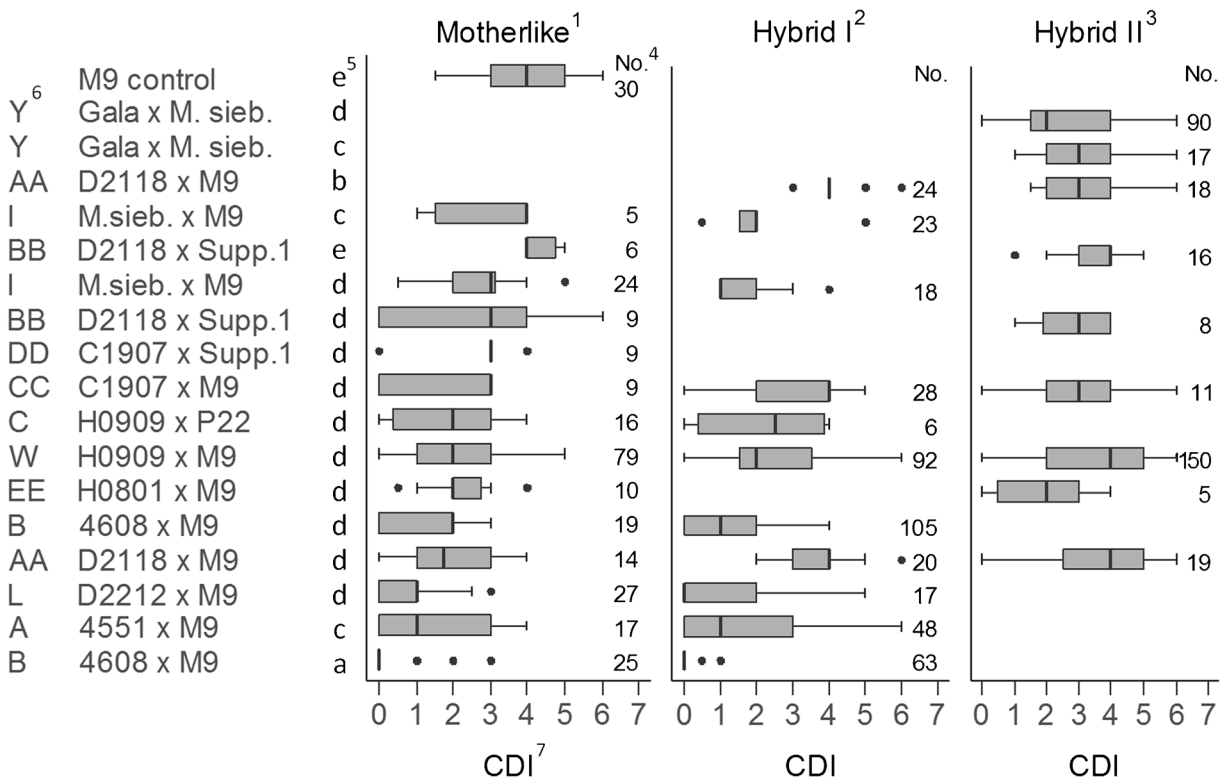 Motherlike1 Hybrid I2 Hybrid II3
No.4 No. No.
M9 control e5 30
Y6 Gala x M. sieb. d 90
Y Gala x M. sieb. c 17
AA D2118 x M9 b 24 18
I M.sieb. x M9 c 5 23
BB D2118 x Supp.1 e 6 16
I M.sieb. x M9 d 24 18
BB D2118 x Supp.1 d 9 8
DD C1907 x Supp.1 d 9
CC C1907 x M9 d 9 28 11
C H0909 x P22 d 16 6
W H0909 x M9 d 79 92 150
EE H0801 x M9 d 10 5
B 4608 x M9 d 19 105
AA D2118 x M9 d 14 20 19
L D2212 x M9 d 27 17
A 4551 x M9 c 17 48
B 4608 x M9 a 25 63
0 1 2 3 4 5 6 7 0 1 2 3 4 5 6 7 0 1 2 3 4 5 6 7
CDI7 CDI CDI